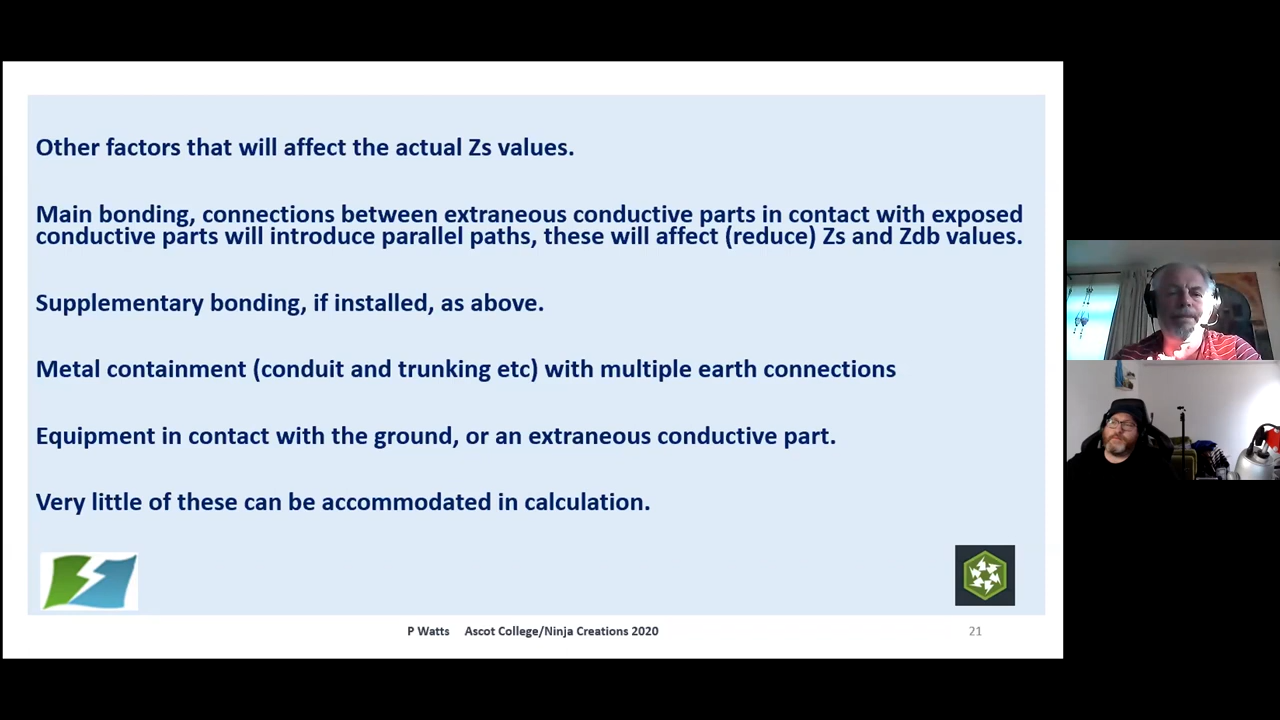 Other factors that will affect the actual Zs values.
Main bonding, connections between extraneous conductive parts in contact with exposed
conductive parts will introduce parallel paths, these will affect (reduce) Zs and Zdb values.
Supplementary bonding, if installed, as above.
Metal containment (conduit and trunking etc) with multiple earth connections
Equipment in contact with the ground, or an extraneous conductive part.
Very little of these can be accommodated in calculation.
P Watts Ascot College/Ninja Creations 2020
21